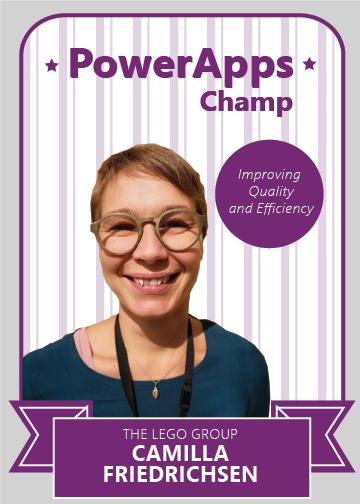 PowerApps
Champ
Improving
Quality
and Efficiency
THE LEGO GROUP
CAMILLA
FRIEDRICHSEN